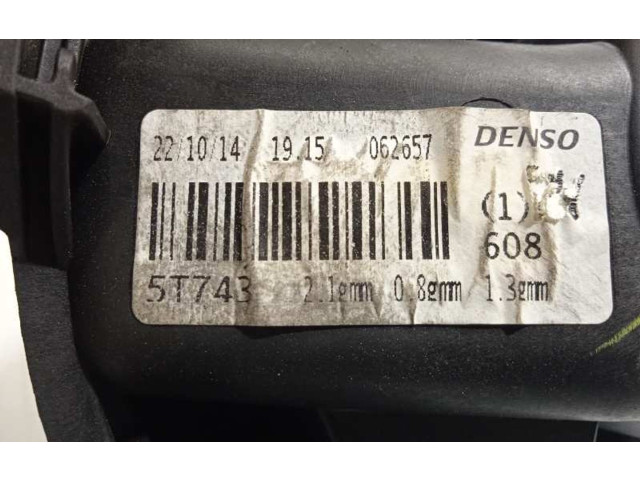 22/10/14 19.15 062657 DENSO
(1)
608
5T743 2.1gmm 0.8gmm 1.3gmm